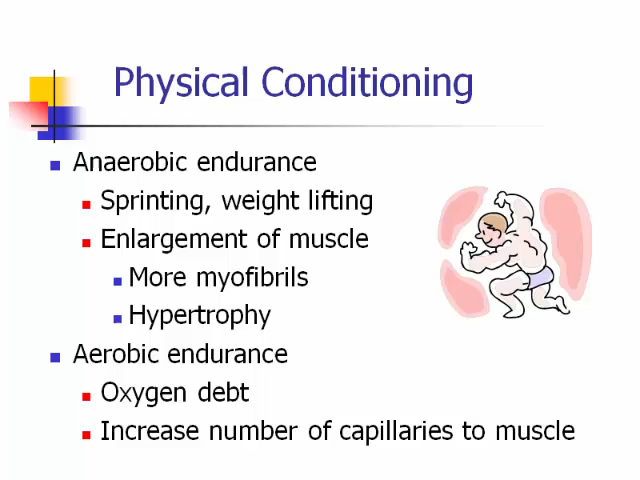 Physical Conditioning
Anaerobic endurance
Sprinting, weight lifting
Enlargement of muscle
More myofibrils
Hypertrophy
Aerobic endurance
Oxygen debt
Increase number of capillaries to muscle